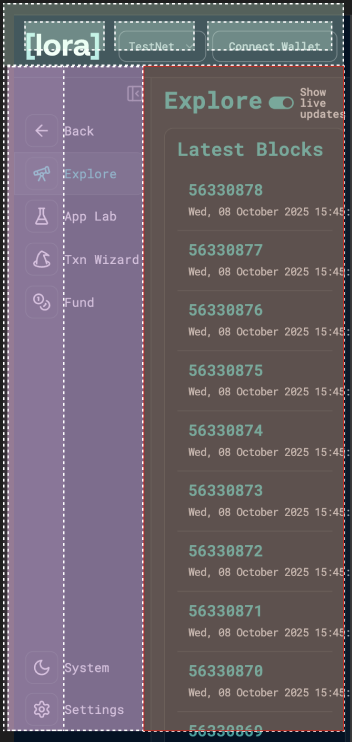 [lora]
TestNet
Connect Wallet
Back
Explore
App Lab
Txn Wizard
Fund
System
Settings
Explore
Show
live
updates
Latest Blocks
56330878
Wed, 08 October 2025 15:45:
56330877
Wed, 08 October 2025 15:45:
56330876
Wed, 08 October 2025 15:45:
56330875
Wed, 08 October 2025 15:45:
56330874
Wed, 08 October 2025 15:45:
56330873
Wed, 08 October 2025 15:45:
56330872
Wed, 08 October 2025 15:45:
56330871
Wed, 08 October 2025 15:45:
56330870
Wed, 08 October 2025 15:45:
56330869